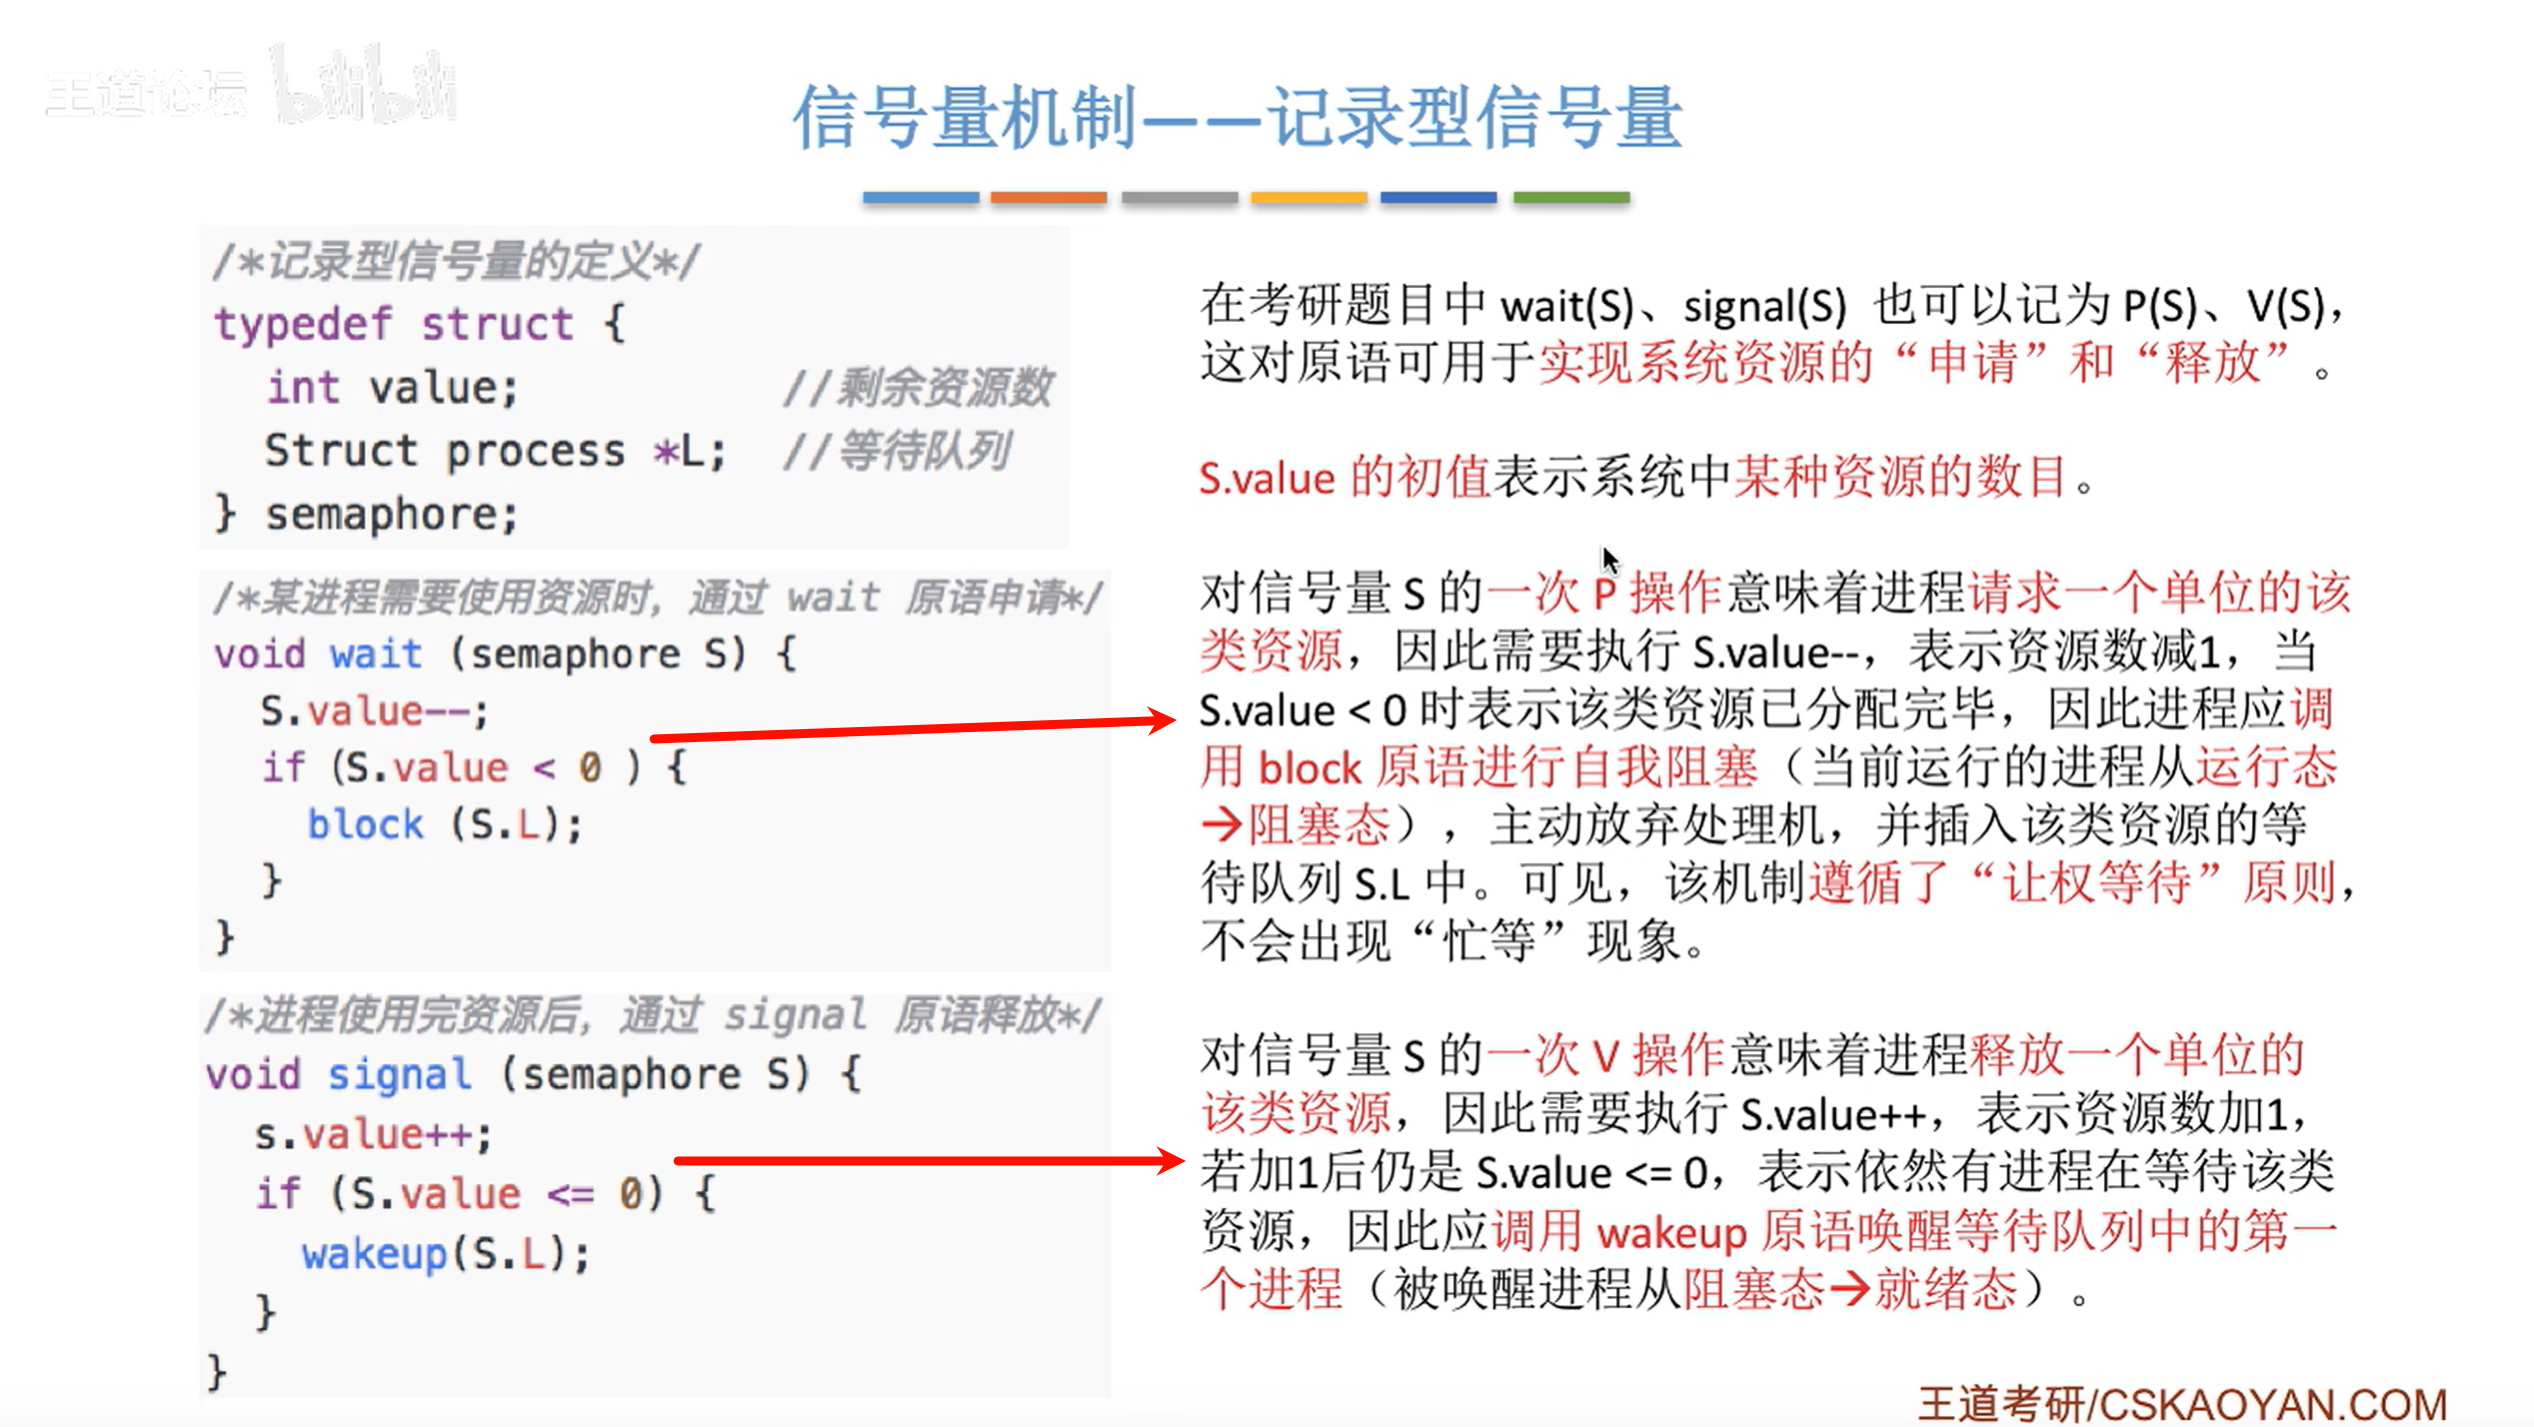 王道论坛 bilibili
信号量机制——记录型信号量
/*记录型信号量的定义*/
typedef struct {
int value; //剩余资源数
Struct process *L; //等待队列
} semaphore;
/*某进程需要使用资源时，通过 wait 原语申请*/
void wait (semaphore S) {
S.value--;
if (S.value < 0 ) {
block (S.L);
}
}
/*进程使用完资源后，通过 signal 原语释放*/
void signal (semaphore S) {
s.value++;
if (S.value <= 0) {
wakeup(S.L);
}
}
在考研题目中 wait(S)、signal(S) 也可以记为 P(S)、V(S)，
这对原语可用于实现系统资源的“申请”和“释放”。
S.value 的初值表示系统中某种资源的数目。
对信号量 S 的一次 P 操作意味着进程请求一个单位的该
类资源，因此需要执行 S.value--，表示资源数减1，当
S.value < 0 时表示该类资源已分配完毕，因此进程应调
用 block 原语进行自我阻塞（当前运行的进程从运行态
→阻塞态），主动放弃处理机，并插入该类资源的等
待队列 S.L 中。可见，该机制遵循了“让权等待”原则，
不会出现“忙等”现象。
对信号量 S 的一次 V 操作意味着进程释放一个单位的
该类资源，因此需要执行 S.value++，表示资源数加1，
若加1后仍是 S.value <= 0，表示依然有进程在等待该类
资源，因此应调用 wakeup 原语唤醒等待队列中的第一
个进程（被唤醒进程从阻塞态→就绪态）。
王道考研/CSKAOYAN.COM